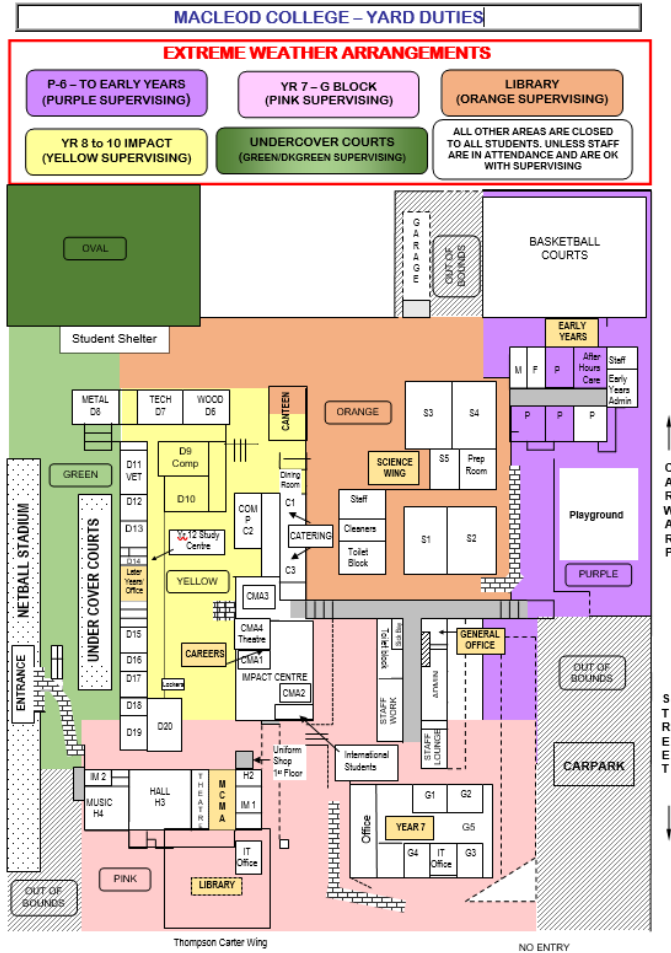 MACLEOD COLLEGE – YARD DUTIES
EXTREME WEATHER ARRANGEMENTS
P-6 – TO EARLY YEARS
(PURPLE SUPERVISING)
YR 7 – G BLOCK
(PINK SUPERVISING)
LIBRARY
(ORANGE SUPERVISING)
YR 8 to 10 IMPACT
(YELLOW SUPERVISING)
UNDERCOVER COURTS
(GREEN/DKGREEN SUPERVISING)
ALL OTHER AREAS ARE CLOSED
TO ALL STUDENTS. UNLESS STAFF
ARE IN ATTENDANCE AND ARE OK
WITH SUPERVISING
OVAL
GARAGE
OUT OF
BOUNDS
BASKETBALL
COURTS
Student Shelter
EARLY
YEARS
M
F
P
After
Hours
Care
Staff
Early
Years
Admin
P
P
P
METAL
D8
TECH
D7
WOOD
D6
CANTEEN
ORANGE
S3
S4
SCIENCE
WING
S5
Prep
Room
GREEN
D11
VET
D9
Comp
D10
Dining
Room
D12
D13
COM
P
C2
C1
CATERING
C3
Staff
Cleaners
Toilet
Block
S1
S2
Playground
PURPLE
CARWARP
STREET
NETBALL STADIUM
UNDER COVER COURTS
Yr 12 Study
Centre
D14
Later
Years/
Office
YELLOW
CMA3
CMA4
Theatre
CMA1
CAREERS
IMPACT CENTRE
CMA2
D15
D16
D17
D18
D19
Lockers
D20
ENTRANCE
Toilet block
Sick Bay
GENERAL
OFFICE
ADMIN
STAFF
WORK
STAFF
LOUNGE
OUT OF
BOUNDS
CARPARK
Uniform
Shop
1st Floor
International
Students
IM 2
MUSIC
H4
HALL
H3
THEATRE
MCMA
H2
IM 1
IT
Office
LIBRARY
Office
G1
G2
YEAR 7
G5
G4
IT
Office
G3
PINK
OUT OF
BOUNDS
Thompson Carter Wing
NO ENTRY